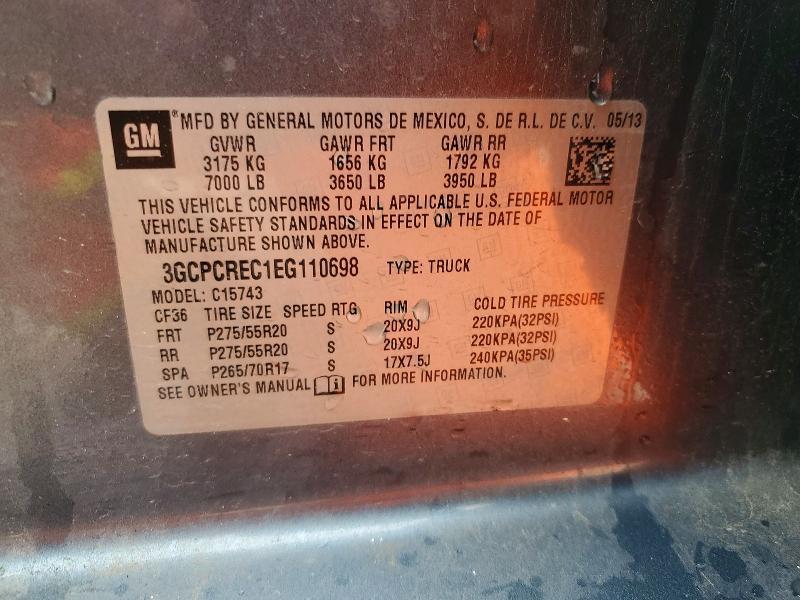 GM
® MFD BY GENERAL MOTORS DE MEXICO, S. DE R.L. DE C.V. 05/13
GVWR GAWR FRT GAWR RR
3175 KG 1656 KG 1792 KG
7000 LB 3650 LB 3950 LB
THIS VEHICLE CONFORMS TO ALL APPLICABLE U.S. FEDERAL MOTOR
VEHICLE SAFETY STANDARDS IN EFFECT ON THE DATE OF
MANUFACTURE SHOWN ABOVE.
3GCPCREC1EG110698 TYPE: TRUCK
MODEL: C15743
CF36 TIRE SIZE SPEED RTG RIM COLD TIRE PRESSURE
FRT P275/55R20 S 20X9J 220KPA(32PSI)
RR P275/55R20 S 20X9J 220KPA(32PSI)
SPA P265/70R17 S 17X7.5J 240KPA(35PSI)
SEE OWNER'S MANUAL FOR MORE INFORMATION.